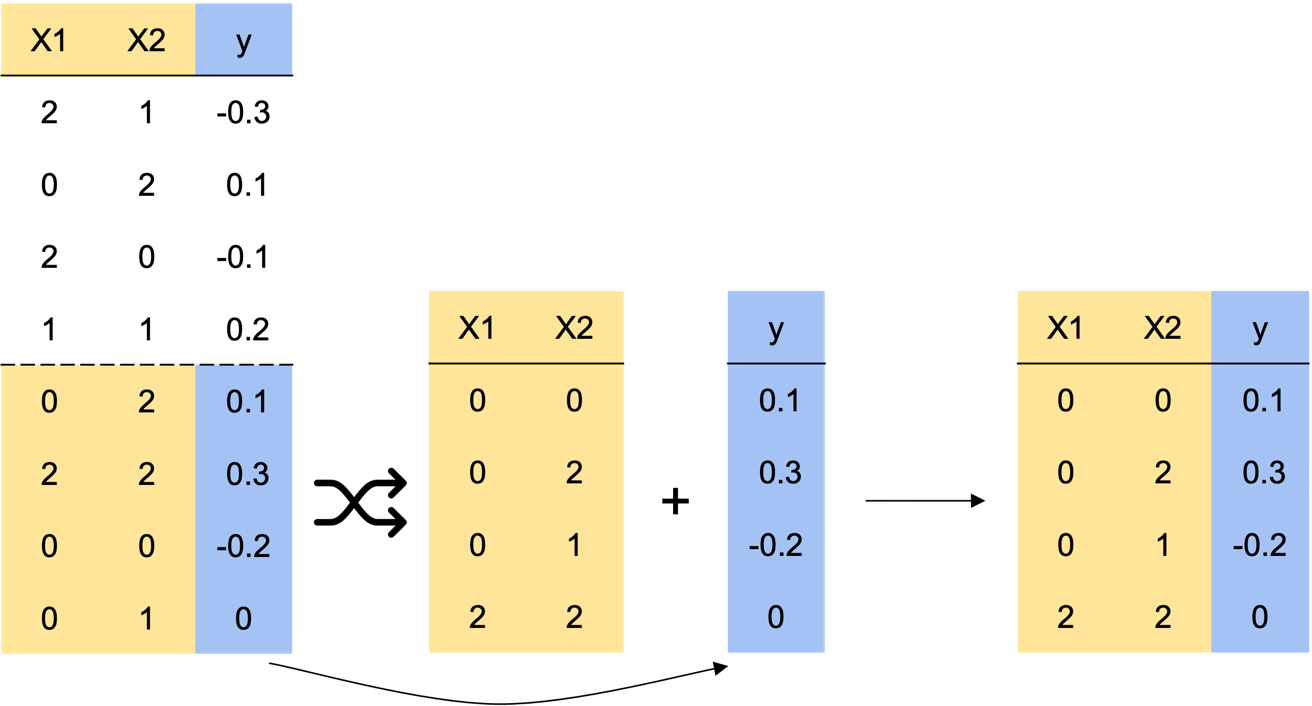 X1 X2 y
2 1 -0.3
0 2 0.1
2 0 -0.1
1 1 0.2
0 2 0.1
2 2 0.3
0 0 -0.2
0 1 0
X1 X2
0 0
0 2
0 1
2 2
+
y
0.1
0.3
-0.2
0
X1 X2 y
0 0 0.1
0 2 0.3
0 1 -0.2
2 2 0